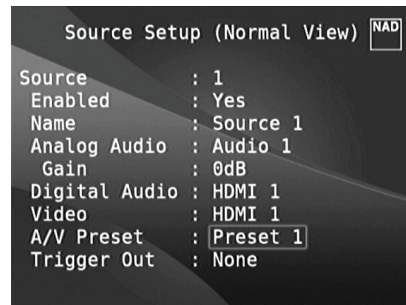 Source Setup (Normal View) NAD
Source : 1
Enabled : Yes
Name : Source 1
Analog Audio : Audio 1
Gain : 0dB
Digital Audio : HDMI 1
Video : HDMI 1
A/V Preset : Preset 1
Trigger Out : None